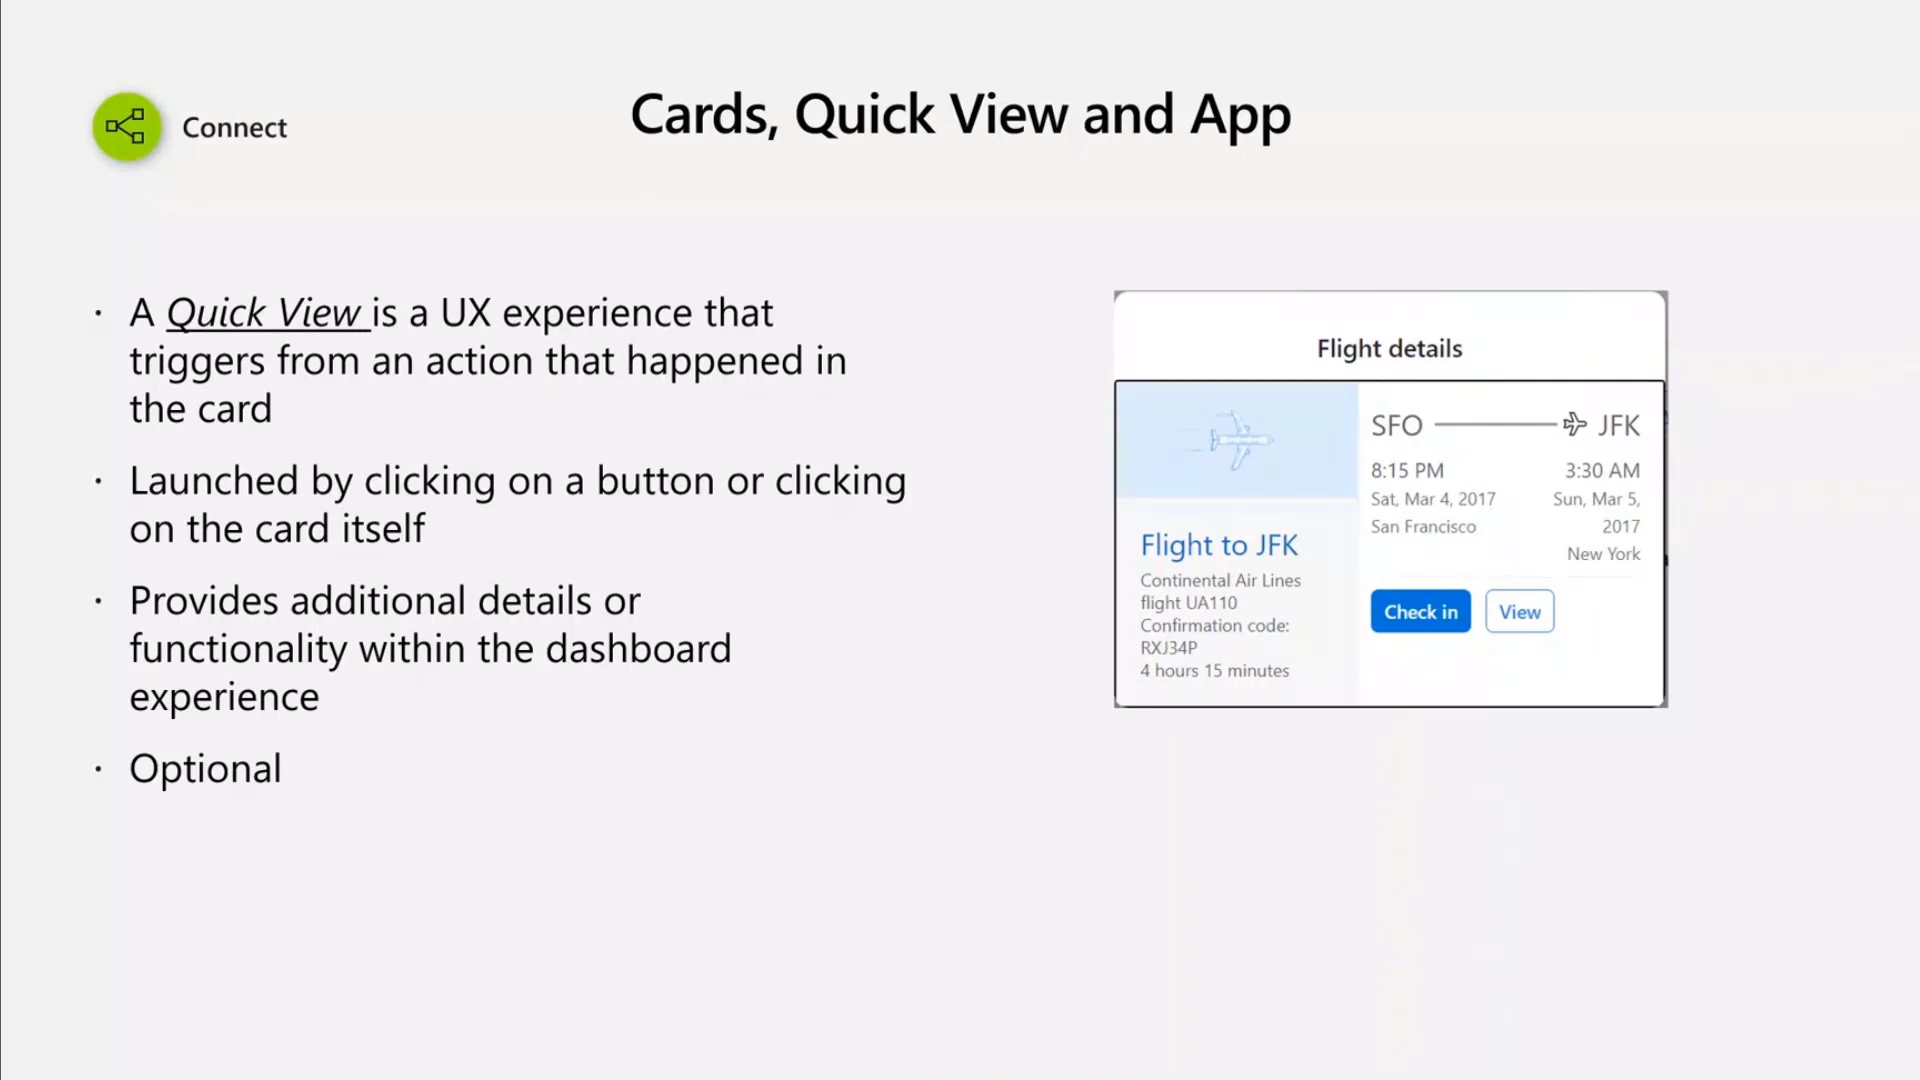 Connect
Cards, Quick View and App
· A Quick View is a UX experience that
triggers from an action that happened in
the card
· Launched by clicking on a button or clicking
on the card itself
· Provides additional details or
functionality within the dashboard
experience
· Optional
Flight details
Flight to JFK
Continental Air Lines
flight UA110
Confirmation code:
RXJ34P
4 hours 15 minutes
SFO JFK
8:15 PM 3:30 AM
Sat, Mar 4, 2017 Sun, Mar 5,
San Francisco 2017
New York
Check in View